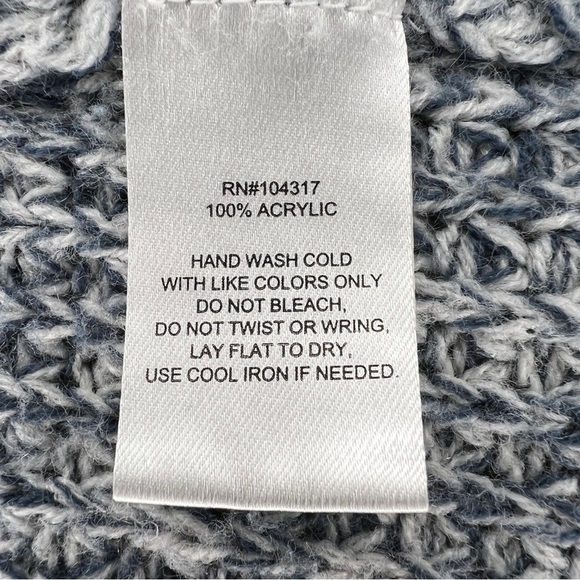 RN#104317
100% ACRYLIC
HAND WASH COLD
WITH LIKE COLORS ONLY
DO NOT BLEACH,
DO NOT TWIST OR WRING,
LAY FLAT TO DRY,
USE COOL IRON IF NEEDED.